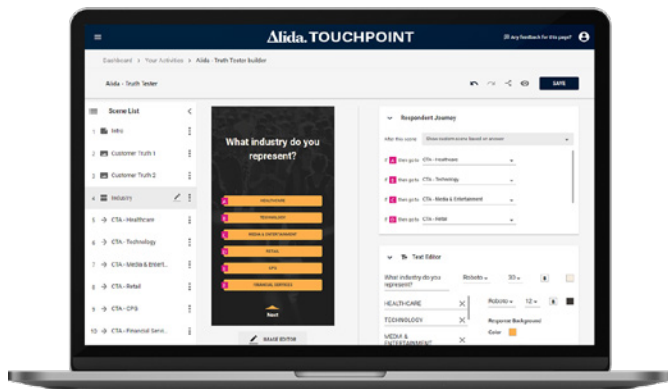 Alida. TOUCHPOINT
Any feedback for this page?
Dashboard > Your Activities > Alida - Truth Tester builder
Alida - Truth Tester
SAVE
Scene List
1 Intro
2 Customer Truth 1
3 Customer Truth 2
4 Industry
5 CTA - Healthcare
6 CTA - Technology
7 CTA - Media & Entert...
8 CTA - Retail
9 CTA - CPG
10 CTA - Financial Servi...
What industry do you
represent?
HEALTHCARE
TECHNOLOGY
MEDIA & ENTERTAINMENT
RETAIL
CPG
FINANCIAL SERVICES
Next
IMAGE EDITOR
Respondent Journey
After this scene Show custom scene based on answer
If A then go to CTA - Healthcare
If B then go to CTA - Technology
If C then go to CTA - Media & Entertainment
If D then go to CTA - Retail
Text Editor
What industry do you
represent?
Roboto 30
HEALTHCARE
Roboto 12
TECHNOLOGY
Response Background
MEDIA &
ENTERTAINMENT
Color